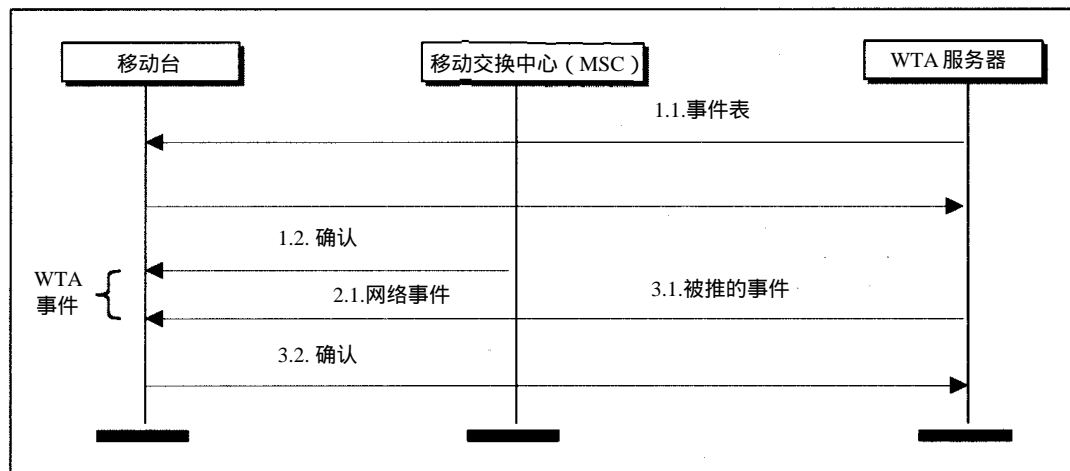 移动台
移动交换中心（MSC）
WTA 服务器
1.1.事件表
1.2. 确认
WTA
事件
2.1.网络事件
3.1.被推的事件
3.2. 确认